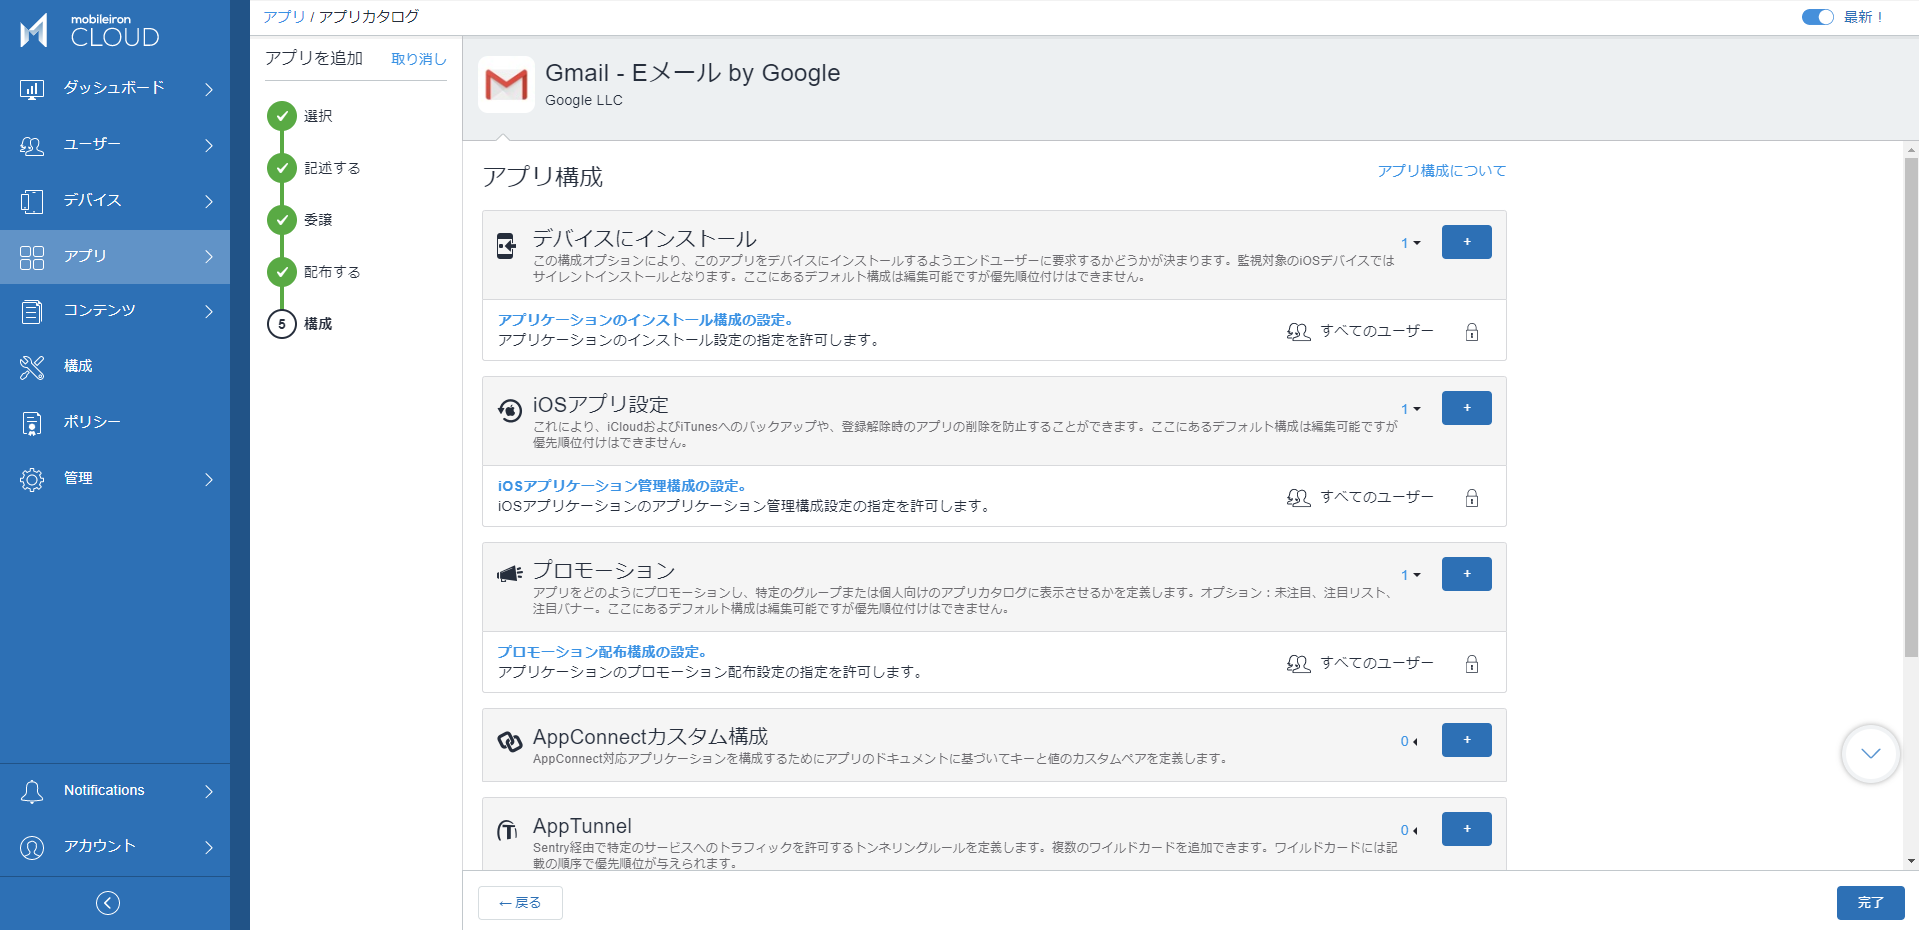 mobileiron
CLOUD
ダッシュボード
ユーザー
デバイス
アプリ
コンテンツ
構成
ポリシー
管理
Notifications
アカウント
アプリ / アプリカタログ
最新！
アプリを追加 取り消し
選択
記述する
委譲
配布する
5 構成
Gmail - Eメール by Google
Google LLC
アプリ構成
アプリ構成について
デバイスにインストール
この構成オプションにより、このアプリをデバイスにインストールするようエンドユーザーに要求するかどうかが決まります。監視対象のiOSデバイスでは
サイレントインストールとなります。ここにあるデフォルト構成は編集可能ですが優先順位付けはできません。
1 +
アプリケーションのインストール構成の設定。
アプリケーションのインストール設定の指定を許可します。
すべてのユーザー
iOSアプリ設定
これにより、iCloudおよびiTunesへのバックアップや、登録解除時のアプリの削除を防止することができます。ここにあるデフォルト構成は編集可能ですが
優先順位付けはできません。
1 +
iOSアプリケーション管理構成の設定。
iOSアプリケーションのアプリケーション管理構成設定の指定を許可します。
すべてのユーザー
プロモーション
アプリをどのようにプロモーションし、特定のグループまたは個人向けのアプリカタログに表示させるかを定義します。オプション：未注目、注目リスト、
注目バナー。ここにあるデフォルト構成は編集可能ですが優先順位付けはできません。
1 +
プロモーション配布構成の設定。
アプリケーションのプロモーション配布設定の指定を許可します。
すべてのユーザー
AppConnectカスタム構成
AppConnect対応アプリケーションを構成するためにアプリのドキュメントに基づいてキーと値のカスタムペアを定義します。
0 +
AppTunnel
Sentry経由で特定のサービスへのトラフィックを許可するトンネリングルールを定義します。複数のワイルドカードを追加できます。ワイルドカードには記
載の順序で優先順位が与えられます。
0 +
←戻る
完了